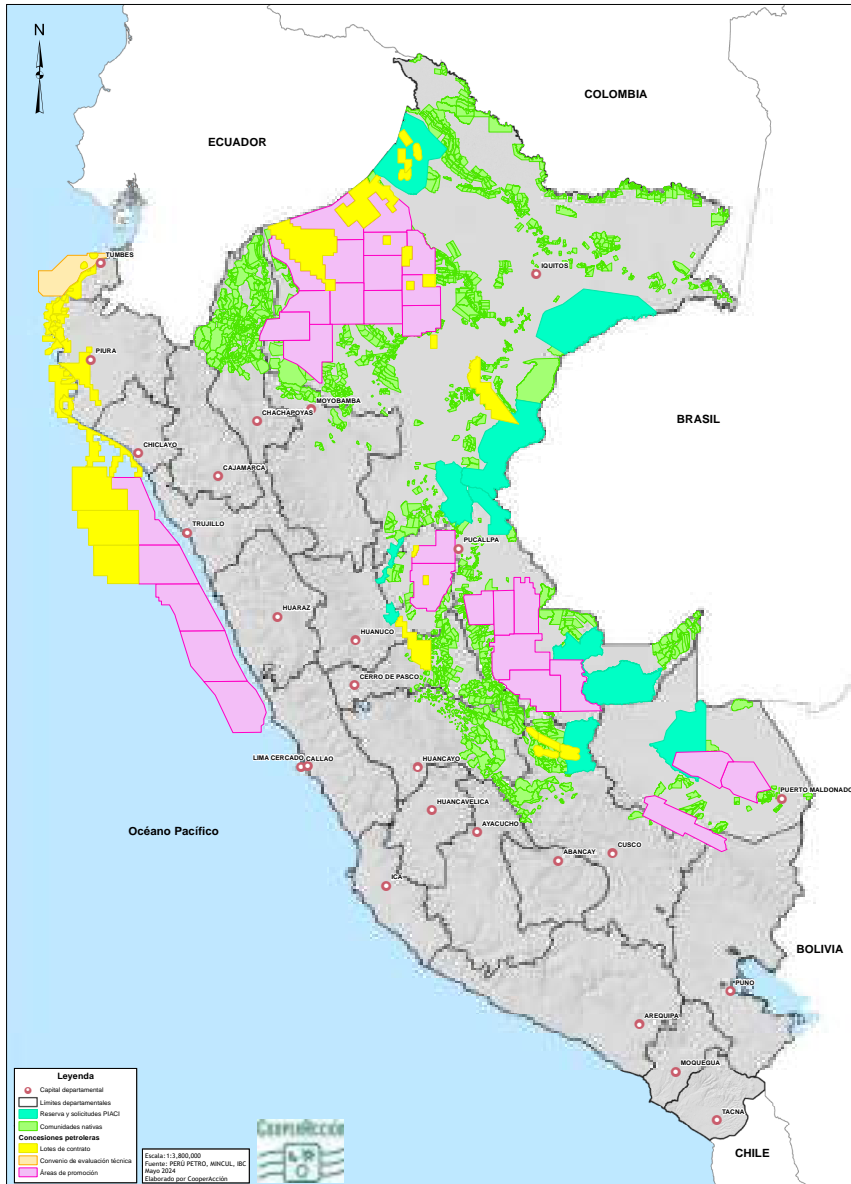 N
COLOMBIA
ECUADOR
TUMBES
IQUITOS
PIURA
MOYOBAMBA
CHACHAPOYAS
BRASIL
CHICLAYO
CAJAMARCA
TRUJILLO
PUCALLPA
HUARAZ
HUANUCO
CERRO DE PASCO
LIMA CERCADO
CALLAO
HUANCAYO
PUERTO MALDONADO
HUANCAVELICA
Océano Pacífico
AYACUCHO
ABANCAY
CUSCO
ICA
BOLIVIA
PUNO
AREQUIPA
MOQUEGUA
TACNA
CHILE
Leyenda
Capital departamental
Límites departamentales
Reserva y solicitudes PIACI
Comunidades nativas
Concesiones petroleras
Lotes de contrato
Convenio de evaluación técnica
Áreas de promoción
Escala: 1:3,800,000
Fuente: PERÚ PETRO, MINCUL, IBC
Mayo 2024
Elaborado por CooperAcción
CooperAcción